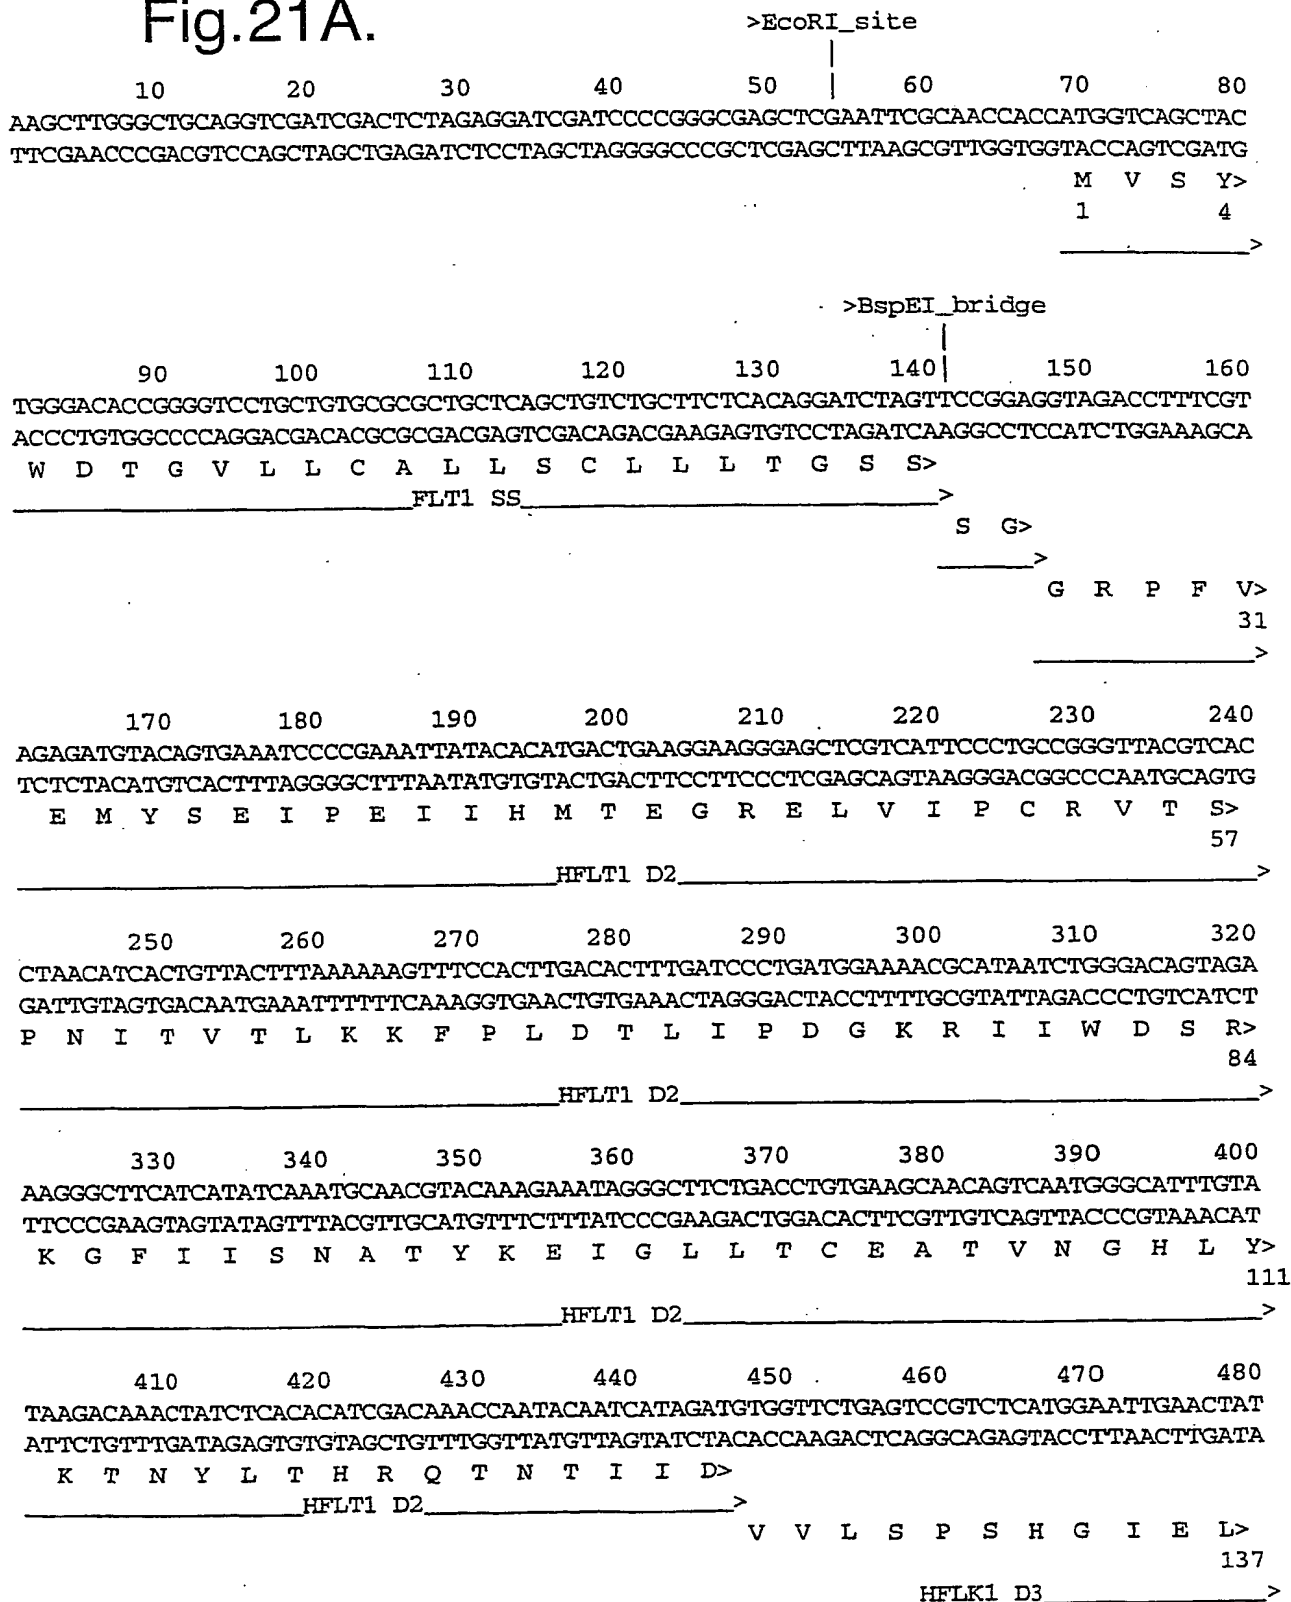 Fig.21A.
>EcoRI_site
10 20 30 40 50 60 70 80
AAGCTTGGGCTGCAGGTCGATCGACTCTAGAGGATCGATCCCCGGGCGAGCTCGAATTCGCAACCACCATGGTCAGCTAC
TTCGAACCCGACGTCCAGCTAGCTGAGATCTCCTAGCTAGGGGCCCGCTCGAGCTTAAGCGTTGGTGGTACCAGTCGATG
M V S Y>
1 4
>
>BspEI_bridge
90 100 110 120 130 140 150 160
TGGGACACCGGGGTCCTGCTGTGCGCGCTGCTCAGCTGTCTGCTTCTCACAGGATCTAGTTCCGGAGGTAGACCTTTCGT
ACCCTGTGGCCCCAGGACGACACGCGCGACGAGTCGACAGACGAAGAGTGTCCTAGATCAAGGCCTCCATCTGGAAAGCA
W D T G V L L C A L L S C L L L T G S S>
FLT1 SS >
S G>
>
G R P F V>
31
>
170 180 190 200 210 220 230 240
AGAGATGTACAGTGAAATCCCCGAAATTATACACATGACTGAAGGAAGGGAGCTCGTCATTCCCTGCCGGGTTACGTCAC
TCTCTACATGTCACTTTAGGGGCTTTAATATGTGTACTGACTTCCTTCCCTCGAGCAGTAAGGGACGGCCCAATGCAGTG
E M Y S E I P E I I H M T E G R E L V I P C R V T S>
57
HFLT1 D2 >
250 260 270 280 290 300 310 320
CTAACATCACTGTTACTTTAAAAAAGTTTCCACTTGACACTTTGATCCCTGATGGAAAACGCATAATCTGGGACAGTAGA
GATTGTAGTGACAATGAAATTTTTTCAAAGGTGAACTGTGAAACTAGGGACTACCTTTTGCGTATTAGACCCTGTCATCT
P N I T V T L K K F P L D T L I P D G K R I I W D S R>
84
HFLT1 D2 >
330 340 350 360 370 380 390 400
AAGGGCTTCATCATATCAAATGCAACGTACAAAGAAATAGGGCTTCTGACCTGTGAAGCAACAGTCAATGGGCATTTGTA
TTCCCGAAGTAGTATAGTTTACGTTGCATGTTTCTTTATCCCGAAGACTGGACACTTCGTTGTCAGTTACCCGTAAACAT
K G F I I S N A T Y K E I G L L T C E A T V N G H L Y>
111
HFLT1 D2 >
410 420 430 440 450 460 470 480
TAAGACAAACTATCTCACACATCGACAAACCAATACAATCATAGATGTGGTTCTGAGTCCGTCTCATGGAATTGAACTAT
ATTCTGTTTGATAGAGTGTGTAGCTGTTTGGTTATGTTAGTATCTACACCAAGACTCAGGCAGAGTACCTTAACTTGATA
K T N Y L T H R Q T N T I I D>
HFLT1 D2 >
V V L S P S H G I E L>
137
HFLK1 D3 >